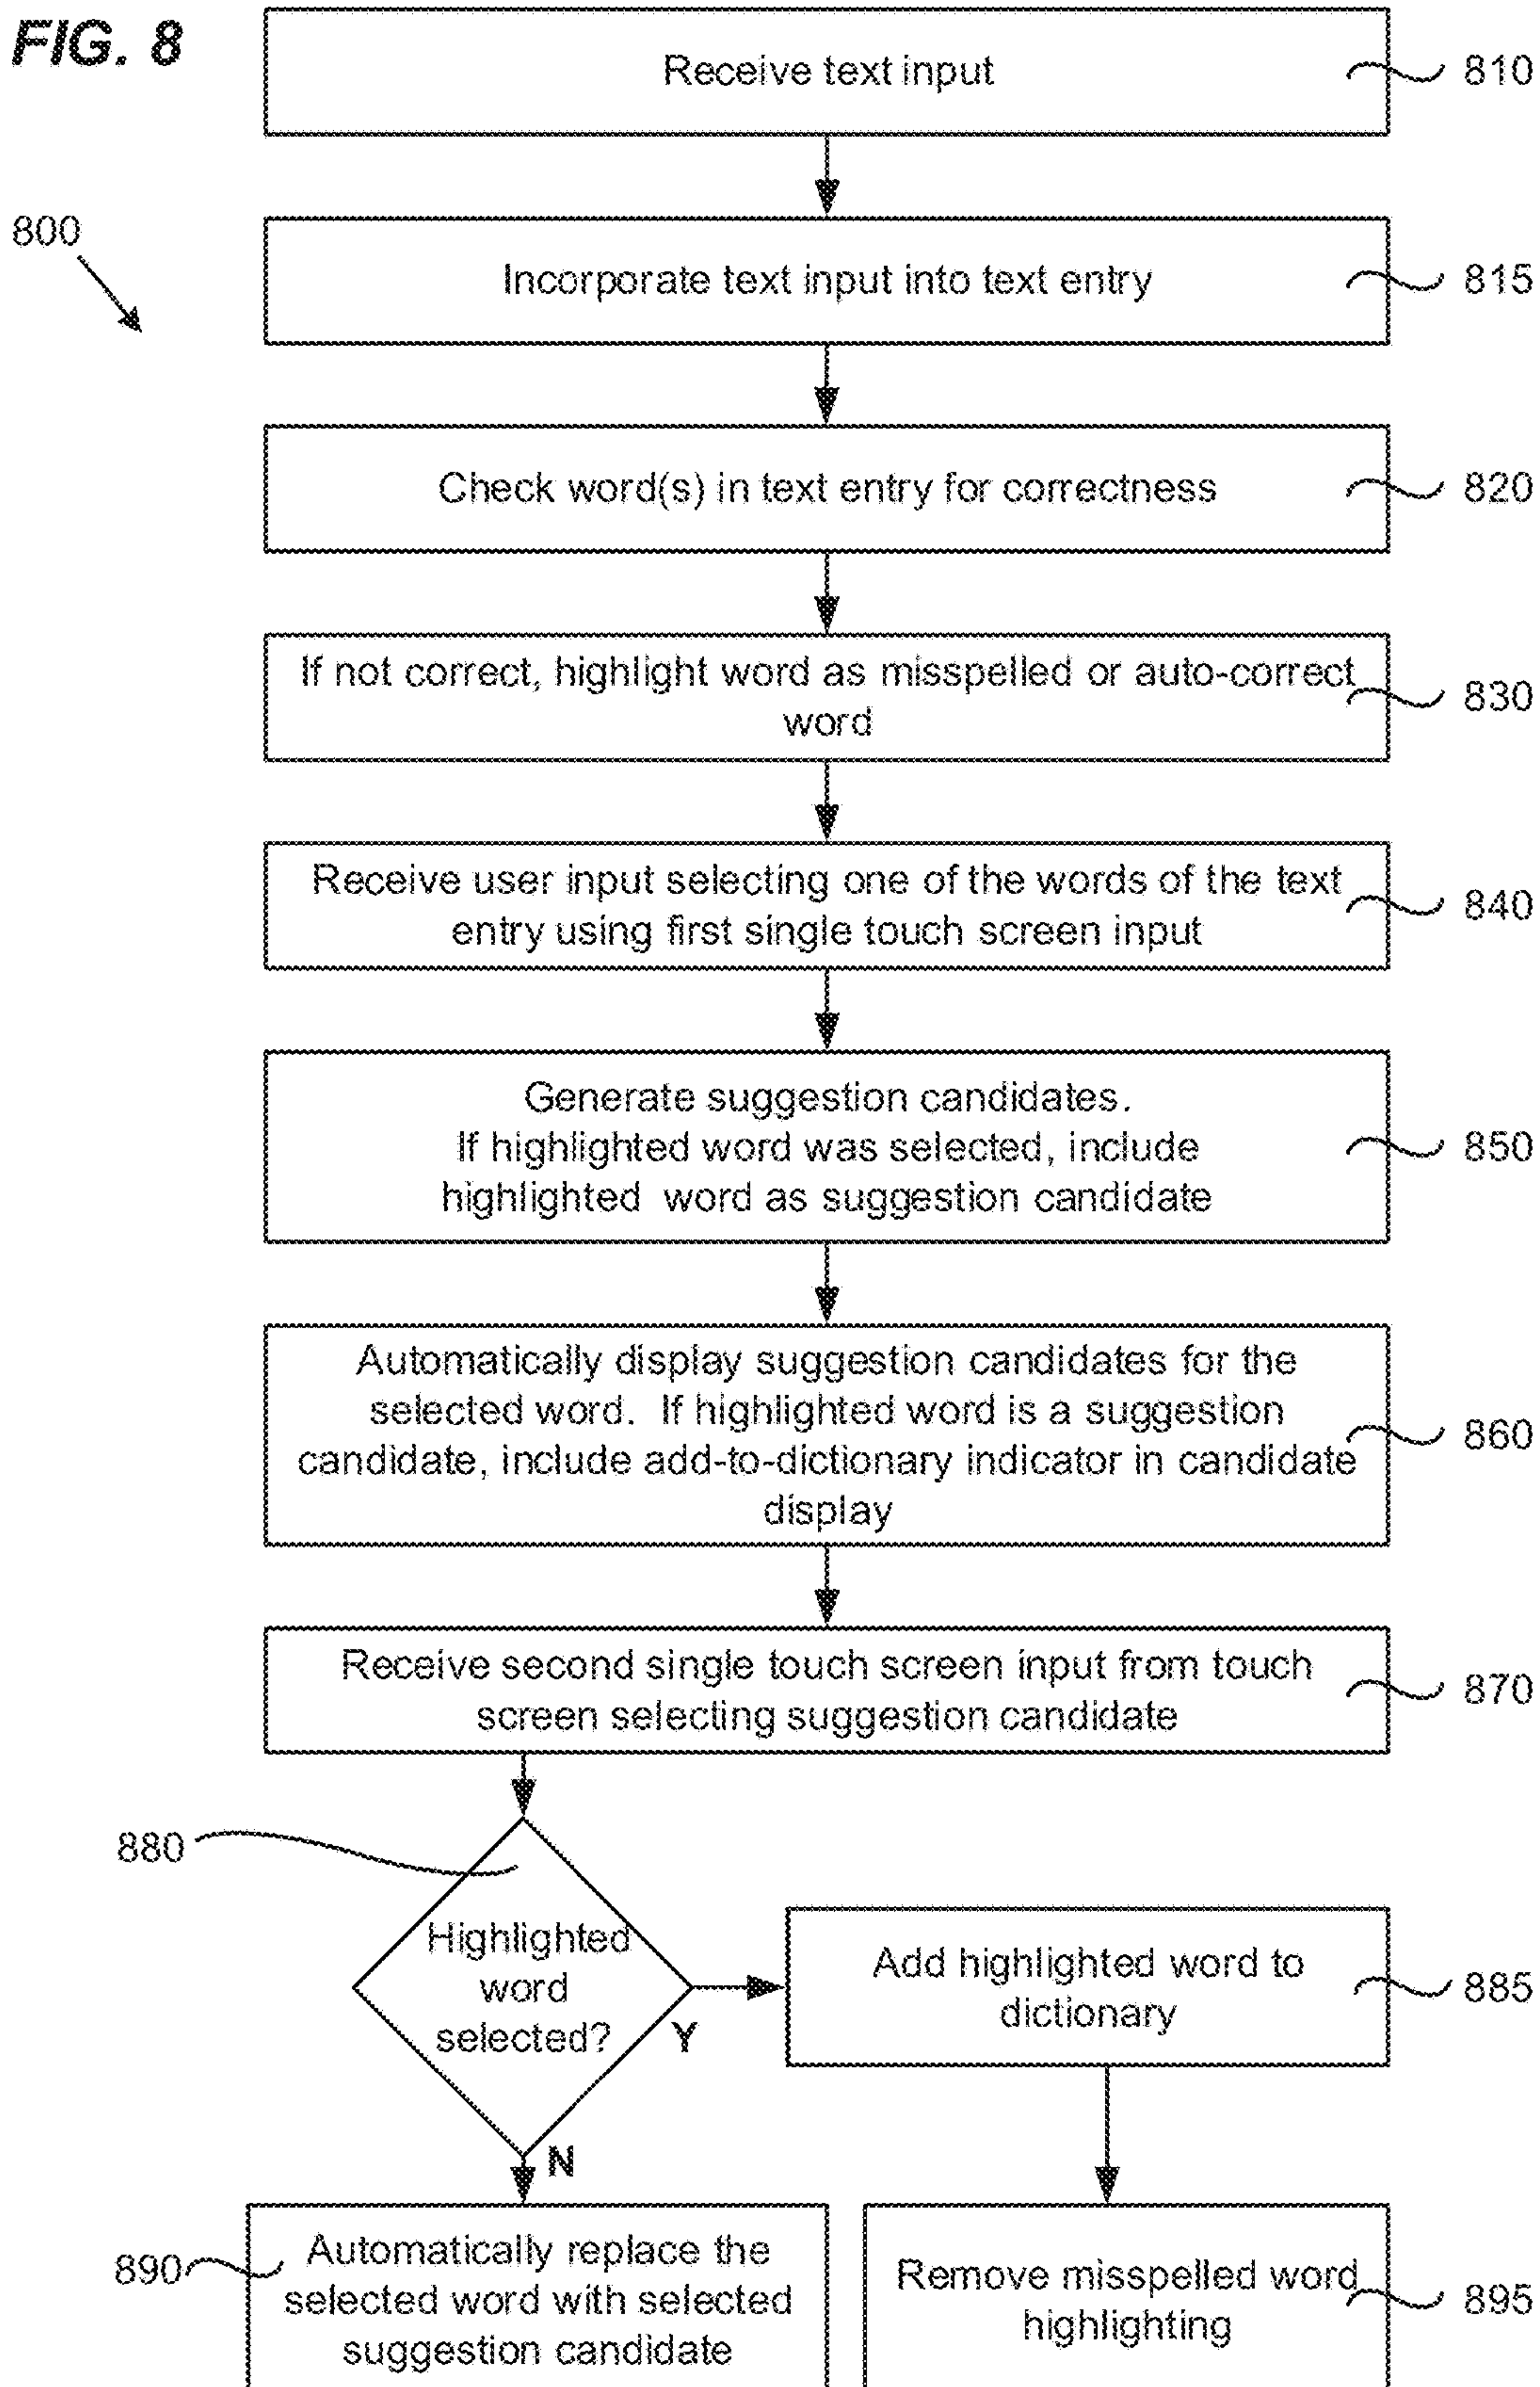 FIG. 8
Receive text input
810
800
Incorporate text input into text entry
815
Check word(s) in text entry for correctness
820
If not correct, highlight word as misspelled or auto-correct
word
830
Receive user input selecting one of the words of the text
entry using first single touch screen input
840
Generate suggestion candidates.
If highlighted word was selected, include
highlighted word as suggestion candidate
850
Automatically display suggestion candidates for the
selected word. If highlighted word is a suggestion
candidate, include add-to-dictionary indicator in candidate
display
860
Receive second single touch screen input from touch
screen selecting suggestion candidate
870
880
Highlighted
word
selected?
Y
N
Add highlighted word to
dictionary
885
890
Automatically replace the
selected word with selected
suggestion candidate
Remove misspelled word
highlighting
895